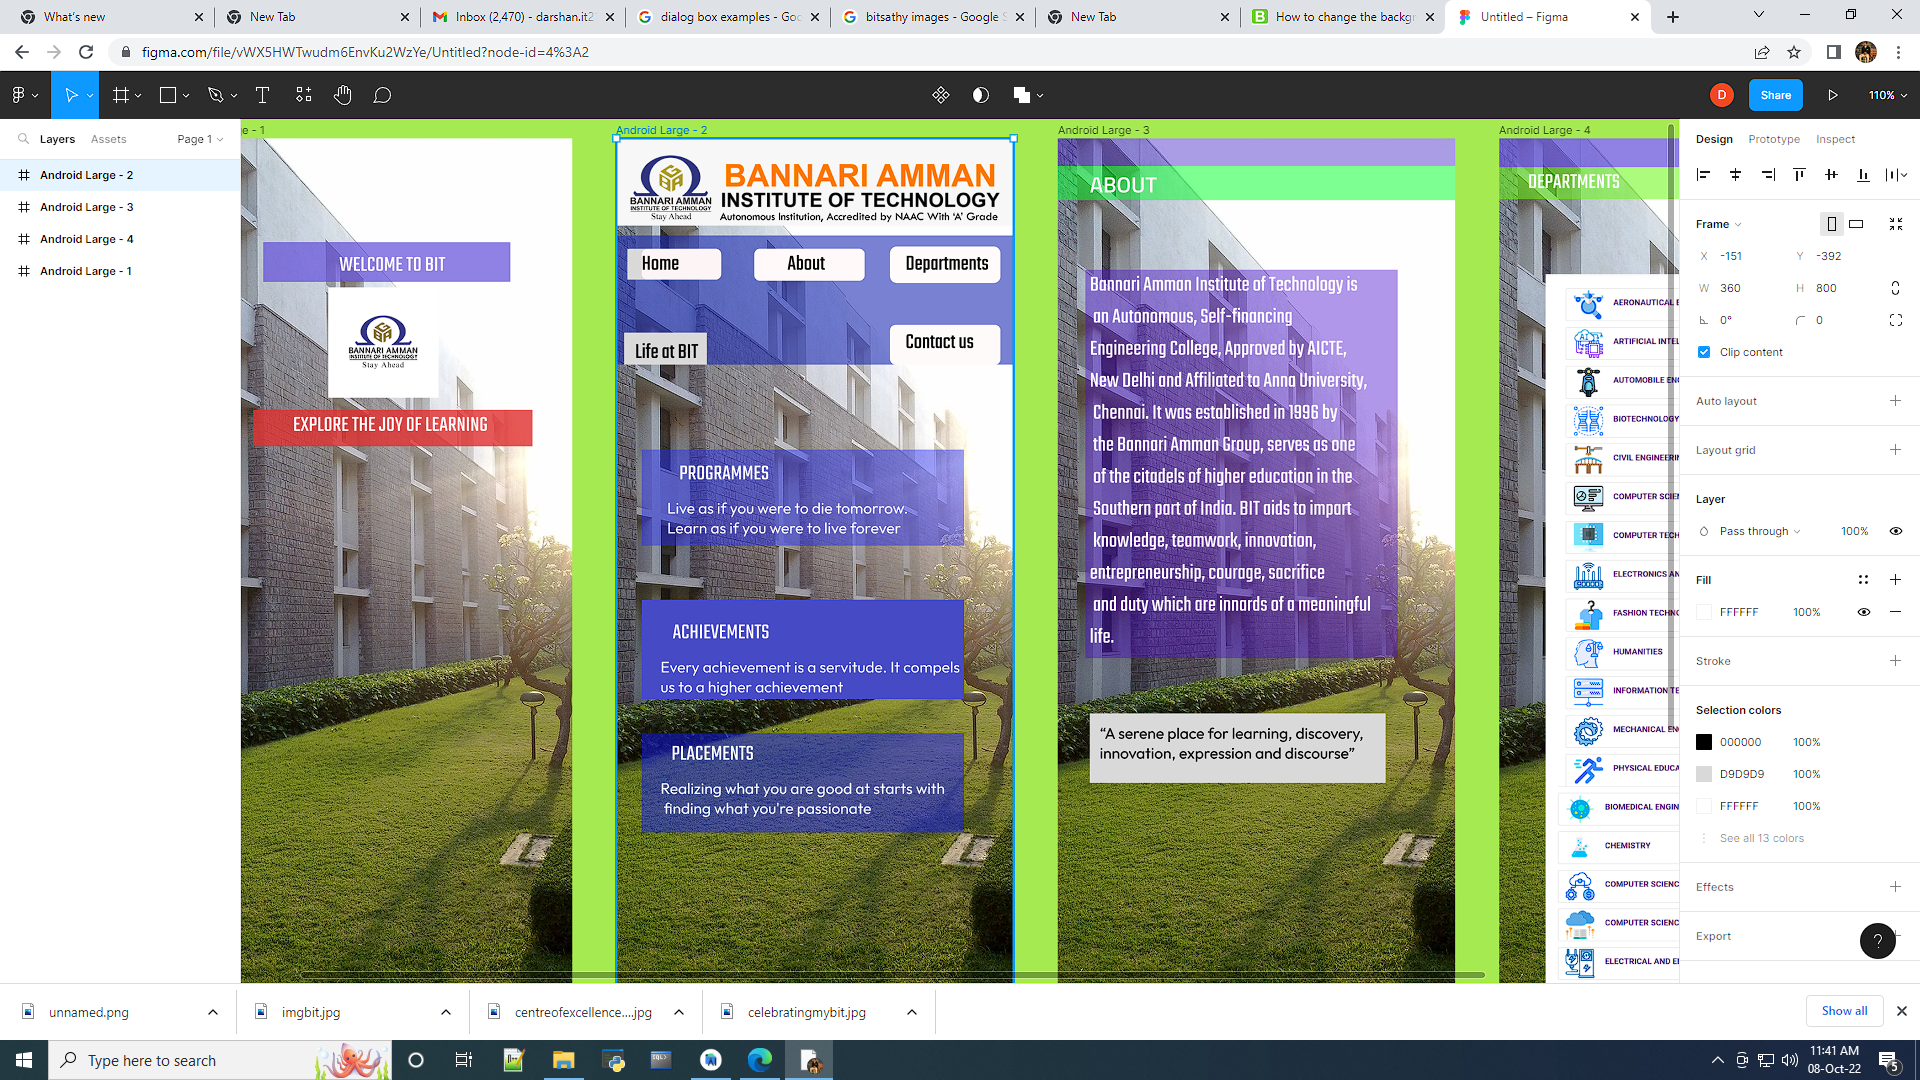 What's new
New Tab
Inbox (2,470) - darshan.it2
dialog box examples - Goo
bitsathy images - Google S
New Tab
How to change the backgr
Untitled – Figma
figma.com/file/vWX5HWTwudm6EnvKu2WzYe/Untitled?node-id=4%3A2
D
Share
110%
Layers
Assets
Page 1
Android Large - 2
Android Large - 3
Android Large - 4
Android Large - 1
ge - 1
WELCOME TO BIT
BANNARI AMMAN
INSTITUTE OF TECHNOLOGY
Stay Ahead
EXPLORE THE JOY OF LEARNING
Android Large - 2
BANNARI AMMAN
INSTITUTE OF TECHNOLOGY
Stay Ahead
BANNARI AMMAN
INSTITUTE OF TECHNOLOGY
Autonomous Institution, Accredited by NAAC With ‘A’ Grade
Home
About
Departments
Life at BIT
Contact us
PROGRAMMES
Live as if you were to die tomorrow.
Learn as if you were to live forever
ACHIEVEMENTS
Every achievement is a servitude. It compels
us to a higher achievement
PLACEMENTS
Realizing what you are good at starts with
finding what you're passionate
Android Large - 3
ABOUT
Bannari Amman Institute of Technology is
an Autonomous, Self-financing
Engineering College, Approved by AICTE,
New Delhi and Affiliated to Anna University,
Chennai. It was established in 1996 by
the Bannari Amman Group, serves as one
of the citadels of higher education in the
Southern part of India. BIT aids to impart
knowledge, teamwork, innovation,
entrepreneurship, courage, sacrifice
and duty which are innards of a meaningful
life.
“A serene place for learning, discovery,
innovation, expression and discourse”
Android Large - 4
DEPARTMENTS
AERONAUTICAL E
ARTIFICIAL INTEL
AUTOMOBILE ENG
BIOTECHNOLOGY
CIVIL ENGINEERIN
COMPUTER SCIEN
COMPUTER TECH
ELECTRONICS AN
FASHION TECHNO
HUMANITIES
INFORMATION TE
MECHANICAL ENG
PHYSICAL EDUCA
BIOMEDICAL ENGIN
CHEMISTRY
COMPUTER SCIENC
COMPUTER SCIENC
ELECTRICAL AND EL
Design
Prototype
Inspect
Frame
X -151
Y -392
W 360
H 800
0°
0
Clip content
Auto layout
Layout grid
Layer
Pass through
100%
Fill
FFFFFF
100%
Stroke
Selection colors
000000
100%
D9D9D9
100%
FFFFFF
100%
See all 13 colors
Effects
Export
?
unnamed.png
imgbit.jpg
centreofexcellence....jpg
celebratingmybit.jpg
Show all
Type here to search
11:41 AM
08-Oct-22
5